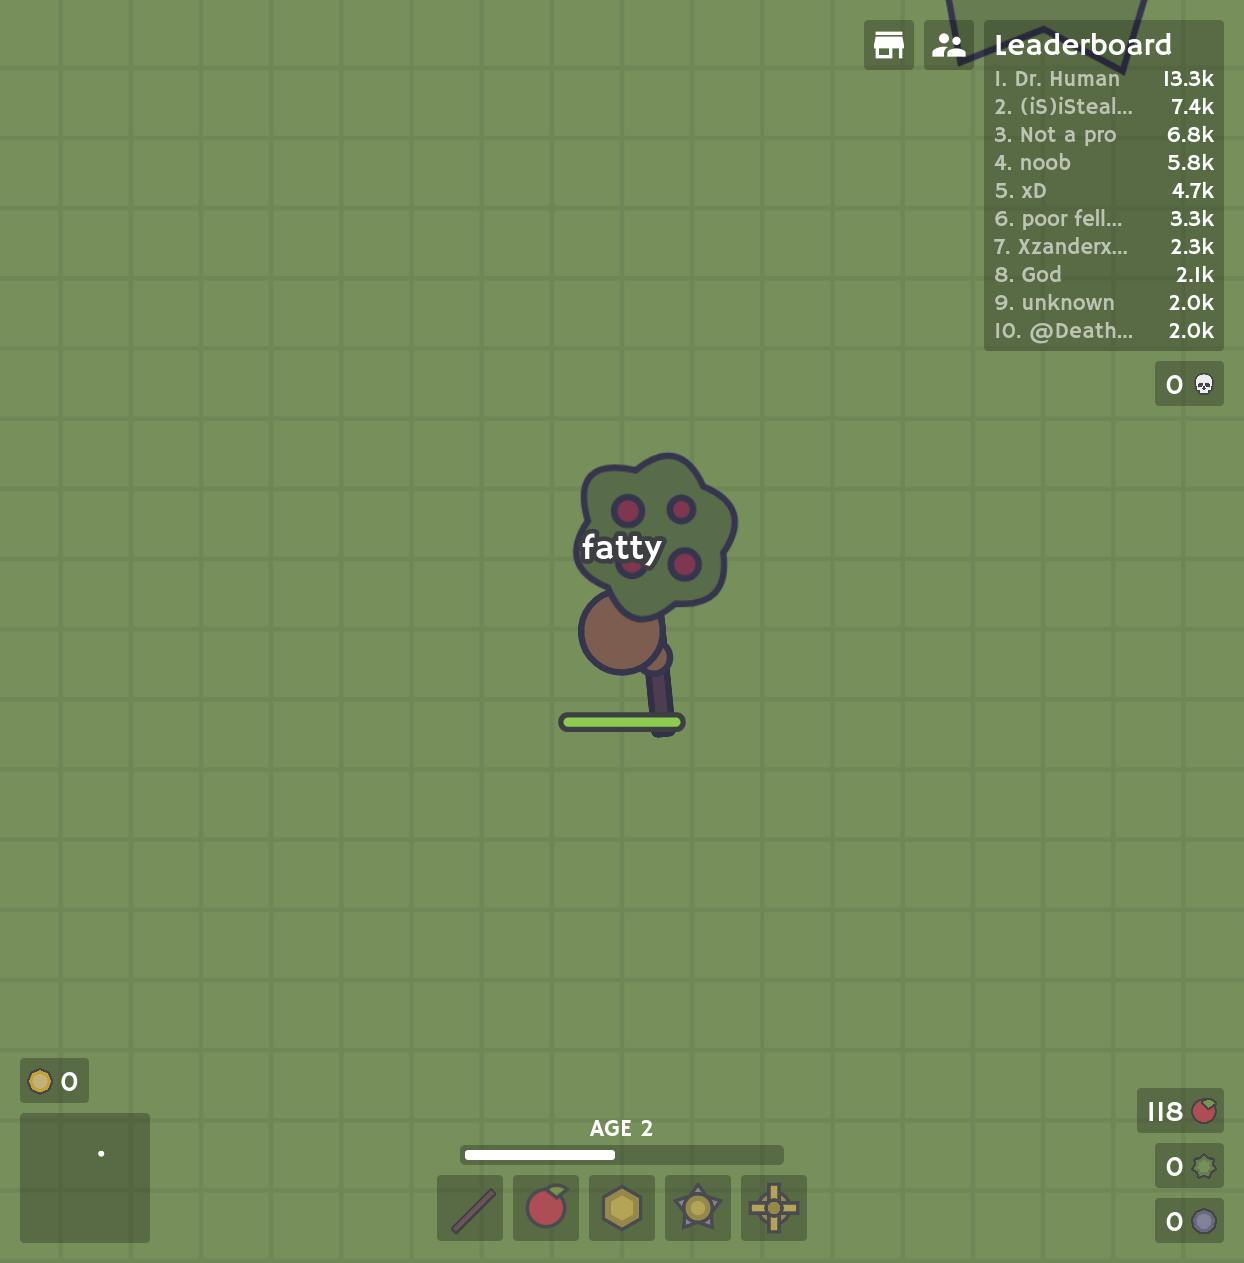 Leaderboard
1. Dr. Human 13.3k
2. (iS)iSteal... 7.4k
3. Not a pro 6.8k
4. noob 5.8k
5. xD 4.7k
6. poor fell... 3.3k
7. Xzanderx... 2.3k
8. God 2.1k
9. unknown 2.0k
10. @Death... 2.0k
0
fatty
0
118
AGE 2
0
0